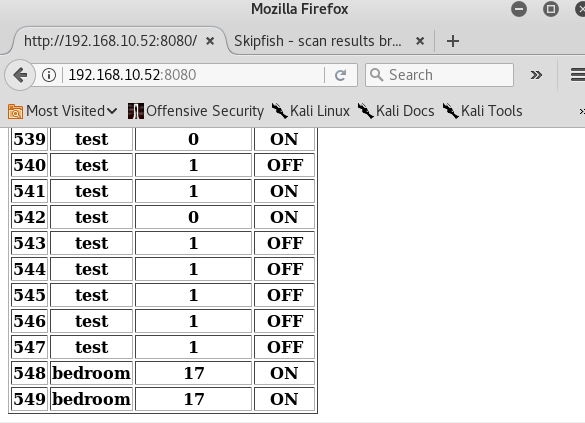 Mozilla Firefox
http://192.168.10.52:8080/ Skipfish - scan results br...
192.168.10.52:8080 Search
Most Visited Offensive Security Kali Linux Kali Docs Kali Tools
539 test 0 ON
540 test 1 OFF
541 test 1 ON
542 test 0 ON
543 test 1 OFF
544 test 1 OFF
545 test 1 OFF
546 test 1 OFF
547 test 1 OFF
548 bedroom 17 ON
549 bedroom 17 ON